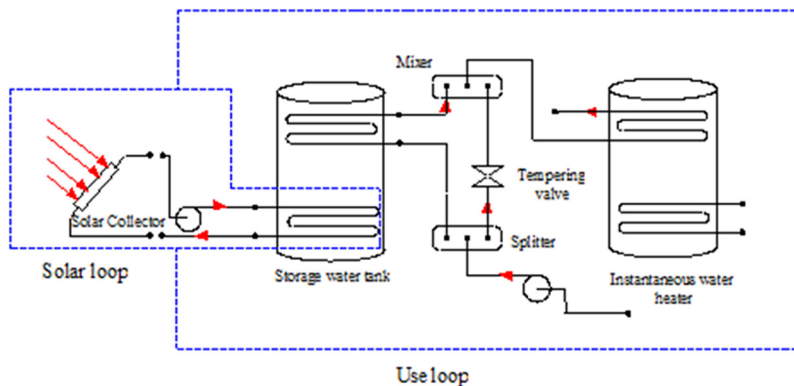 Mixer
Tempering
valve
Solar Collector
Splitter
Solar loop
Storage water tank
Instantaneous water
heater
Use loop